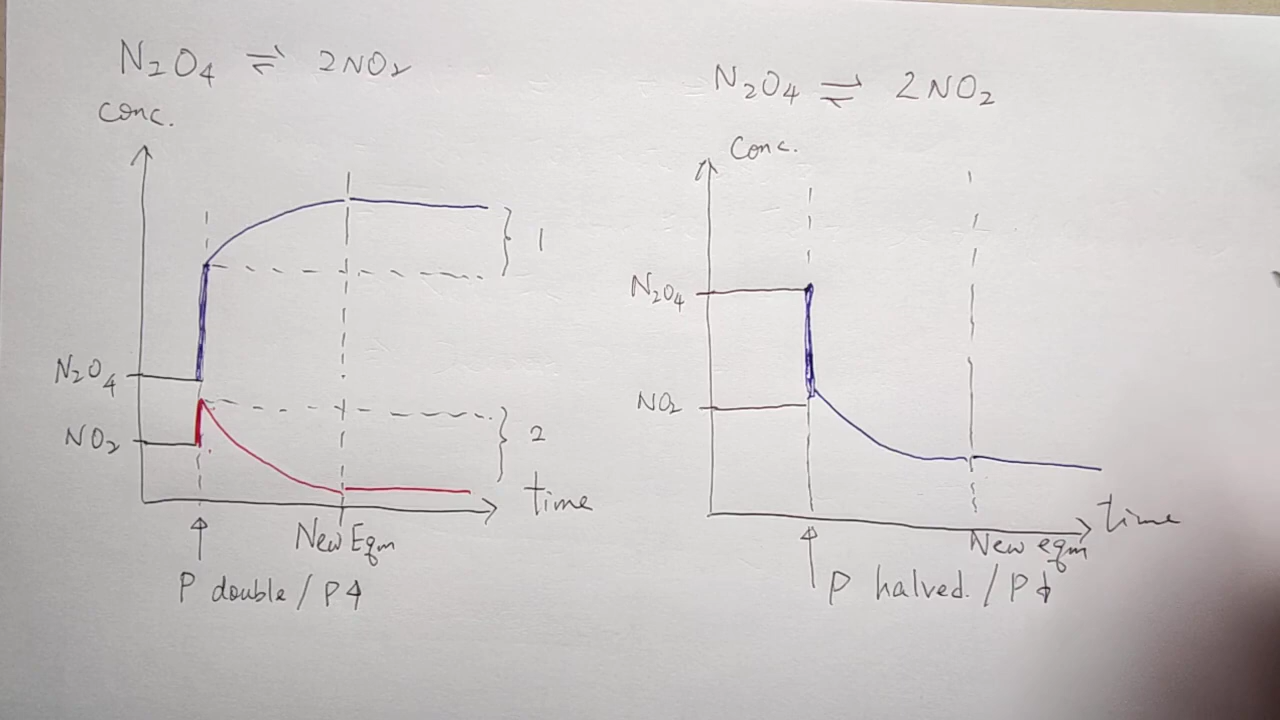 N₂O₄ ⇌ 2NO₂
conc.
1
N₂O₄
NO₂
2
time
New Eqm
P double / P↑
N₂O₄ ⇌ 2NO₂
Conc.
N₂O₄
NO₂
time
New eqm
P halved. / P↓